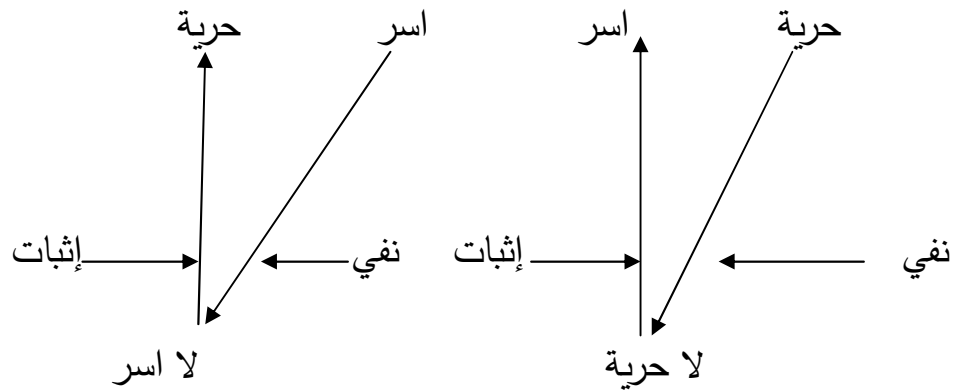 حرية اسر اسر حرية
نفي إثبات نفي إثبات
لا حرية لا اسر